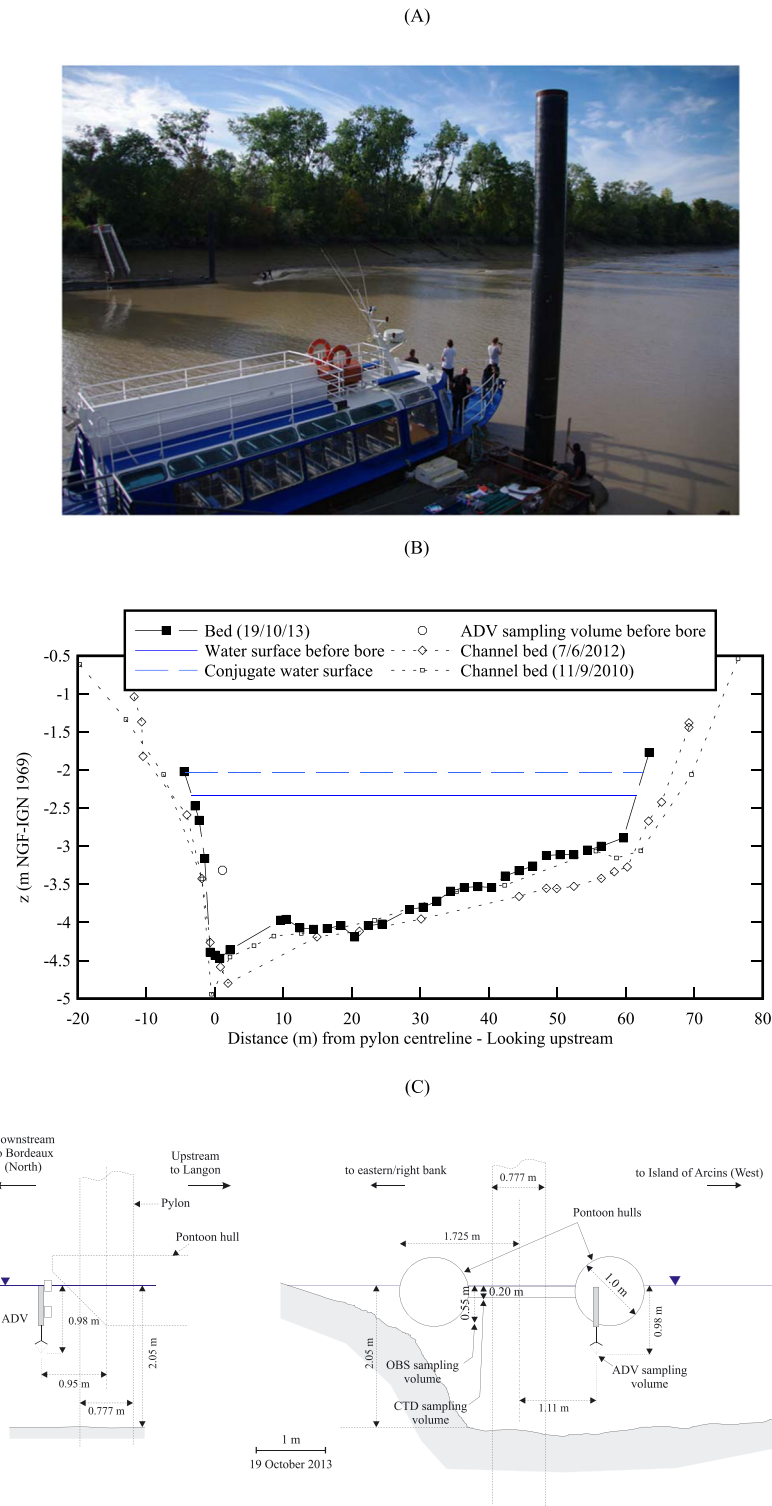 (A)
(B)
Bed (19/10/13)
Water surface before bore
Conjugate water surface
ADV sampling volume before bore
Channel bed (7/6/2012)
Channel bed (11/9/2010)
z (m NGF-IGN 1969)
-0.5
-1
-1.5
-2
-2.5
-3
-3.5
-4
-4.5
-5
-20
-10
0
10
20
30
40
50
60
70
80
Distance (m) from pylon centreline - Looking upstream
(C)
ownstream
o Bordeaux
(North)
Upstream
to Langon
Pylon
Pontoon hull
ADV
0.98 m
2.05 m
0.95 m
0.777 m
to eastern/right bank
0.777 m
to Island of Arcins (West)
Pontoon hulls
1.725 m
1.0 m
0.55 m
0.20 m
0.98 m
2.05 m
OBS sampling
volume
CTD sampling
volume
ADV sampling
volume
1.11 m
1 m
19 October 2013